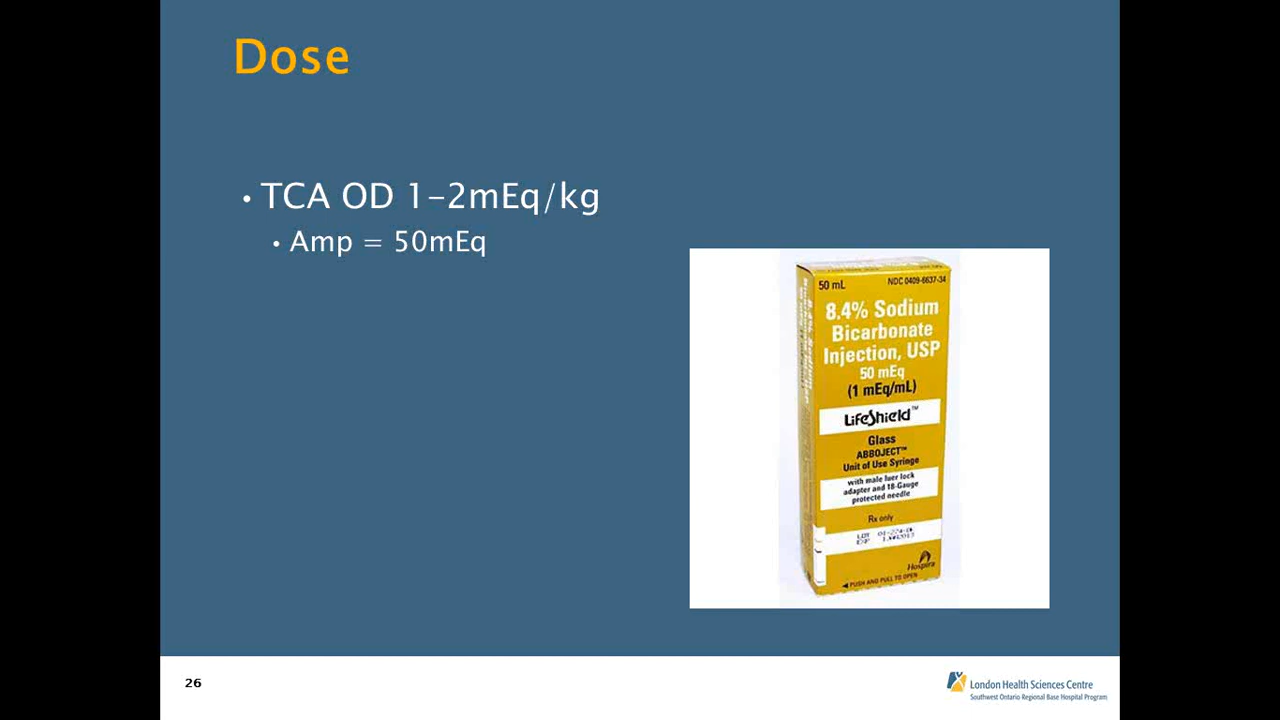 Dose
• TCA OD 1-2mEq/kg
• Amp = 50mEq
50 mL
NDC 0409-6637-34
8.4% Sodium
Bicarbonate
Injection, USP
50 mEq
(1 mEq/mL)
LifeShield™
Glass
ABBOJECT™
Unit of Use Syringe
with male luer lock
adapter and 18-Gauge
protected needle
Rx only
LOT
EXP
Hospira
◄ PUSH AND PULL TO OPEN
26
London Health Sciences Centre
Southwest Ontario Regional Base Hospital Program